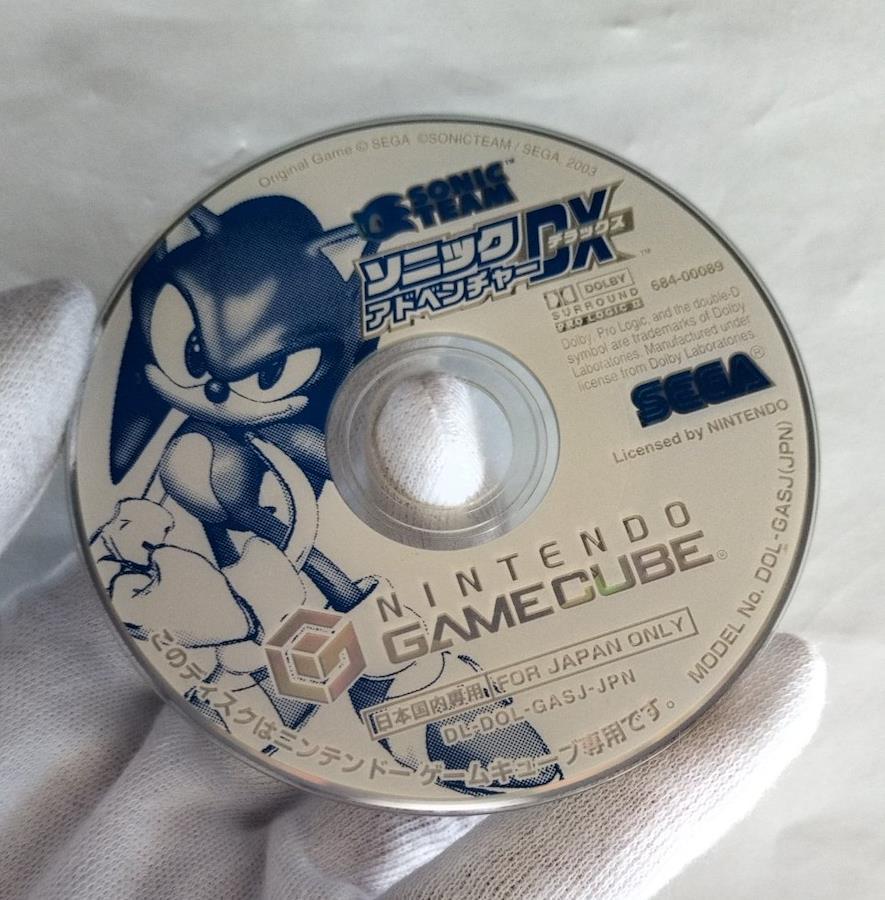 Original Game © SEGA ©SONICTEAM / SEGA, 2003
SONIC TEAM™
ソニック
アドベンチャーDX™
デラックス
DOLBY
SURROUND
PRO LOGIC II
684-00089
Dolby, Pro Logic, and the double-D
symbol are trademarks of Dolby
Laboratories. Manufactured under
license from Dolby Laboratories.
SEGA®
Licensed by NINTENDO
NINTENDO
GAMECUBE®
日本国内専用 FOR JAPAN ONLY
DL-DOL-GASJ-JPN
MODEL No. DOL-GASJ(JPN)
このディスクはニンテンドー ゲームキューブ専用です。